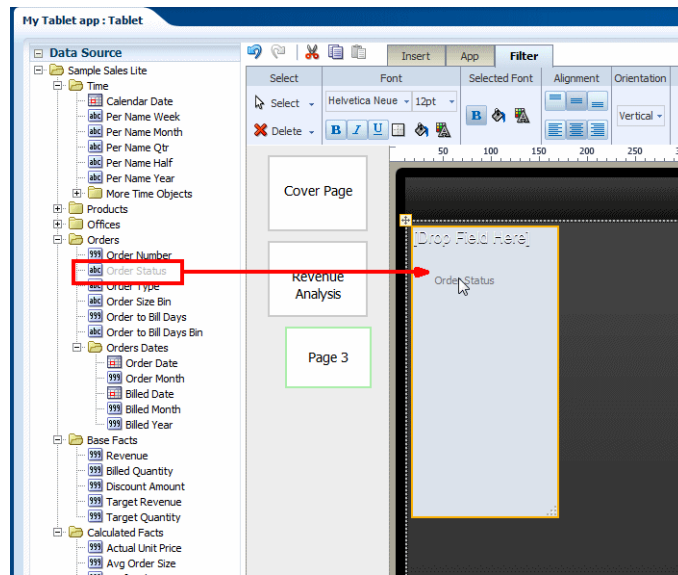 My Tablet app : Tablet
Data Source
Sample Sales Lite
Time
Calendar Date
Per Name Week
Per Name Month
Per Name Qtr
Per Name Half
Per Name Year
More Time Objects
Products
Offices
Orders
Order Number
Order Status
Order Type
Order Size Bin
Order to Bill Days
Order to Bill Days Bin
Orders Dates
Order Date
Order Month
Billed Date
Billed Month
Billed Year
Base Facts
Revenue
Billed Quantity
Discount Amount
Target Revenue
Target Quantity
Calculated Facts
Actual Unit Price
Avg Order Size
Insert App Filter
Select Font Selected Font Alignment Orientation
Select Helvetica Neue 12pt
Delete B I U B Vertical
50 100 150 200 250
Cover Page
Revenue
Analysis
Page 3
[Drop Field Here]
Order Status